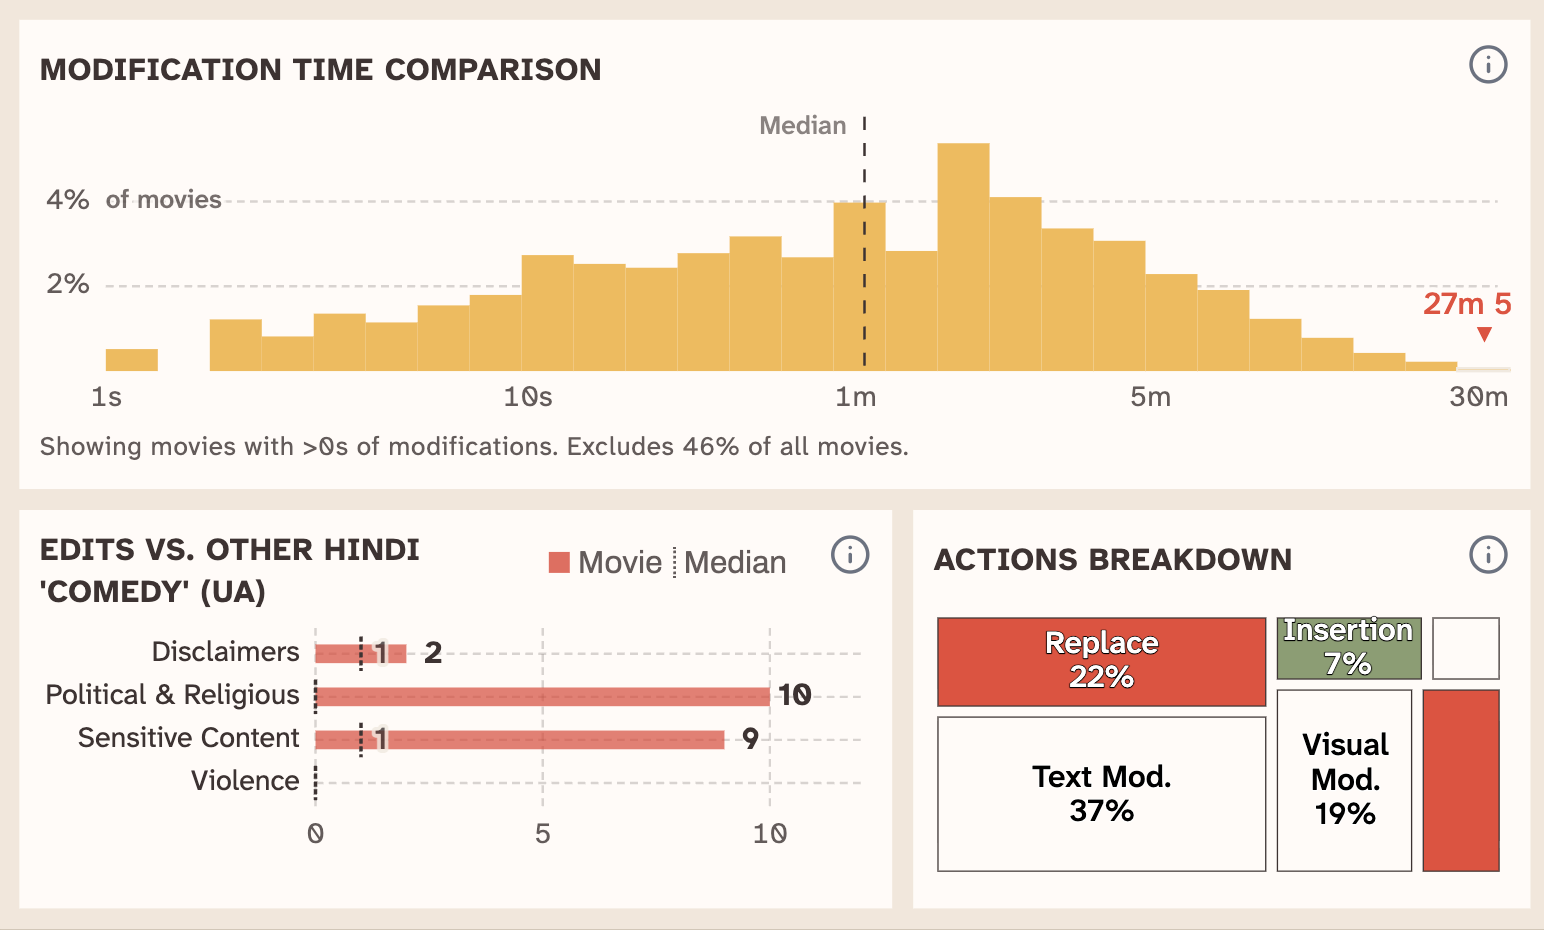 MODIFICATION TIME COMPARISON
Median
4% of movies
2%
27m 5
1s 10s 1m 5m 30m
Showing movies with >0s of modifications. Excludes 46% of all movies.
EDITS VS. OTHER HINDI
'COMEDY' (UA)
Movie Median
Disclaimers 1 2
Political & Religious 10
Sensitive Content 1 9
Violence
0 5 10
ACTIONS BREAKDOWN
Replace
22%
Insertion
7%
Text Mod.
37%
Visual
Mod.
19%